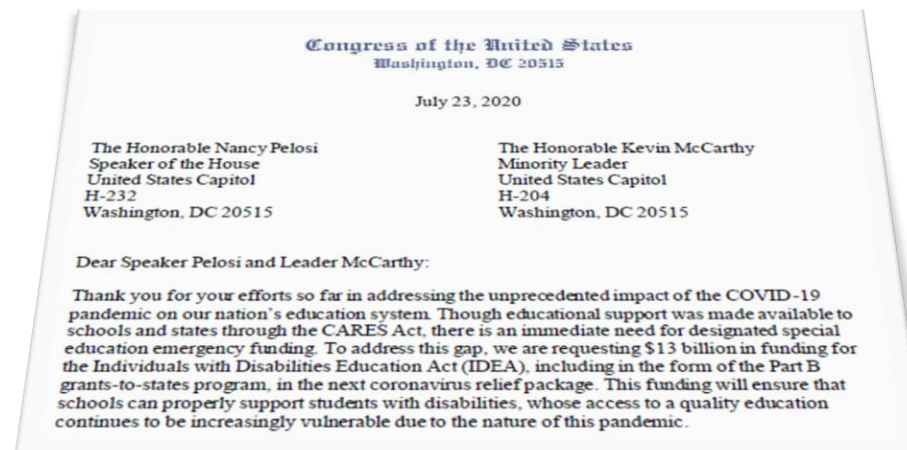 Congress of the United States
Washington, DC 20515
July 23, 2020
The Honorable Nancy Pelosi
Speaker of the House
United States Capitol
H-232
Washington, DC 20515
The Honorable Kevin McCarthy
Minority Leader
United States Capitol
H-204
Washington, DC 20515
Dear Speaker Pelosi and Leader McCarthy:
Thank you for your efforts so far in addressing the unprecedented impact of the COVID-19
pandemic on our nation's education system. Though educational support was made available to
schools and states through the CARES Act, there is an immediate need for designated special
education emergency funding. To address this gap, we are requesting $13 billion in funding for
the Individuals with Disabilities Education Act (IDEA), including in the form of the Part B
grants-to-states program, in the next coronavirus relief package. This funding will ensure that
schools can properly support students with disabilities, whose access to a quality education
continues to be increasingly vulnerable due to the nature of this pandemic.